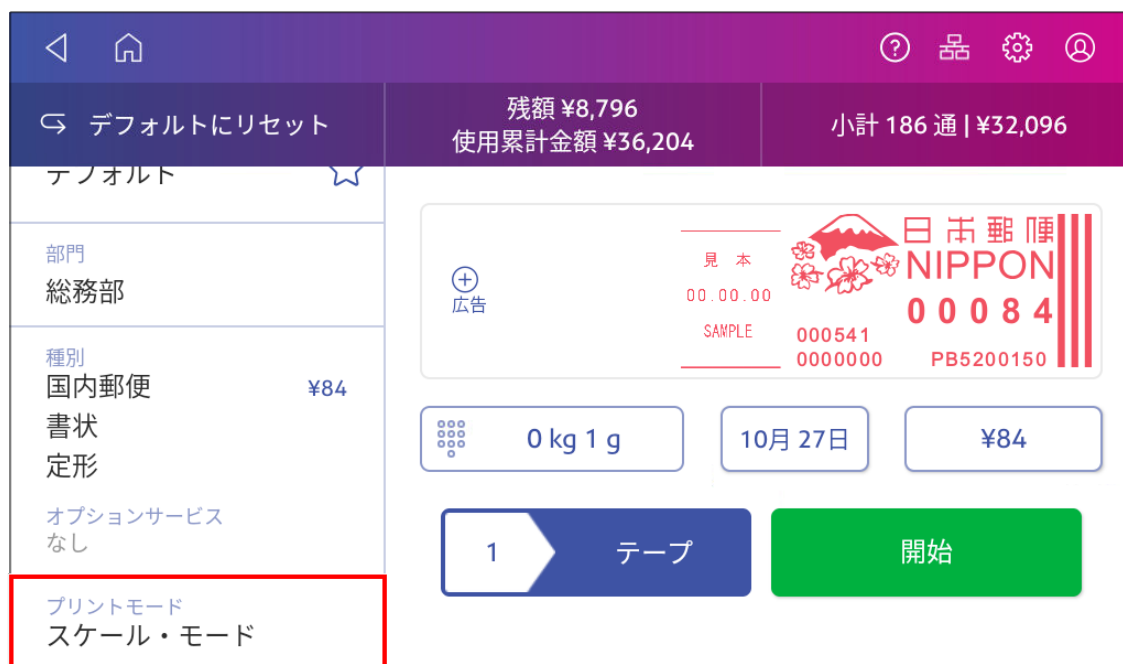 デフォルトにリセット
残額 ¥8,796
使用累計金額 ¥36,204
小計 186 通 | ¥32,096
デフォルト
部門
総務部
種別
国内郵便 ¥84
書状
定形
オプションサービス
なし
プリントモード
スケール・モード
広告
見 本
00.00.00
SAMPLE
日本郵便
NIPPON
00084
000541
0000000 PB5200150
0 kg 1 g
10月 27日
¥84
1 テープ
開始